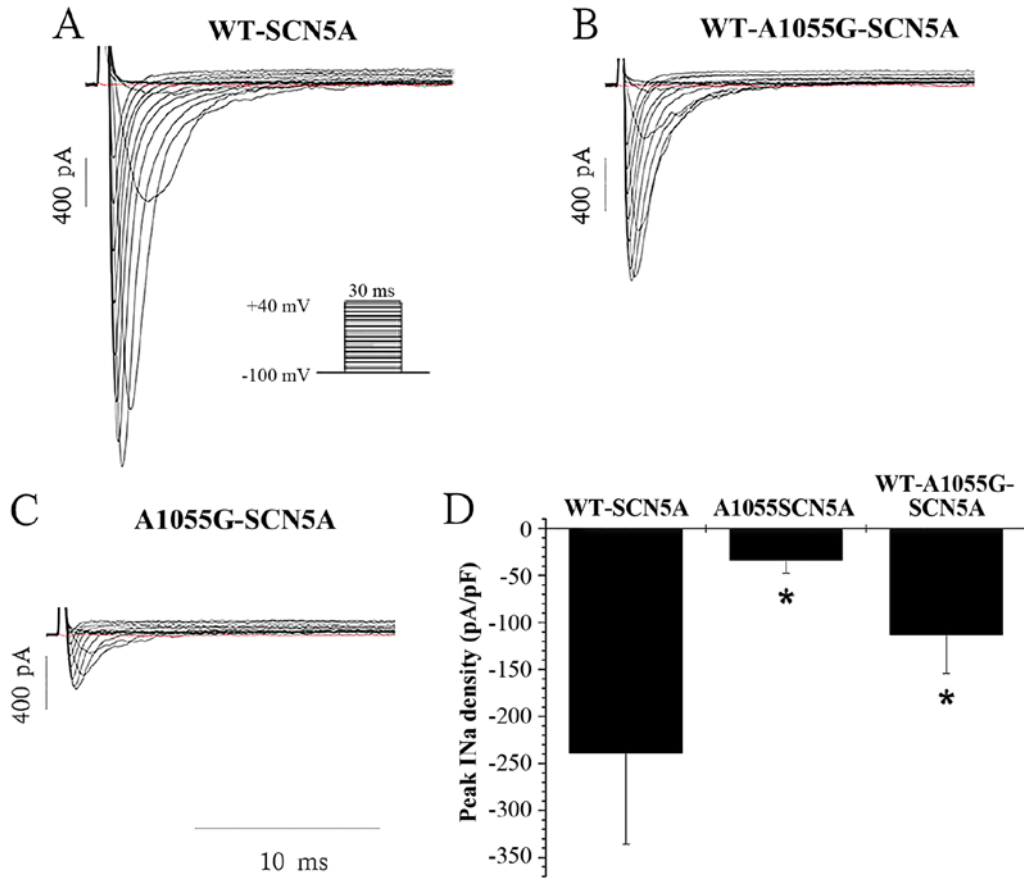 A
WT-SCN5A
400 pA
30 ms
+40 mV
-100 mV
B
WT-A1055G-SCN5A
400 pA
C
A1055G-SCN5A
400 pA
10 ms
D
WT-SCN5A
A1055SCN5A
WT-A1055G-
SCN5A
Peak INa density (pA/pF)
0
-50
-100
-150
-200
-250
-300
-350
*
*